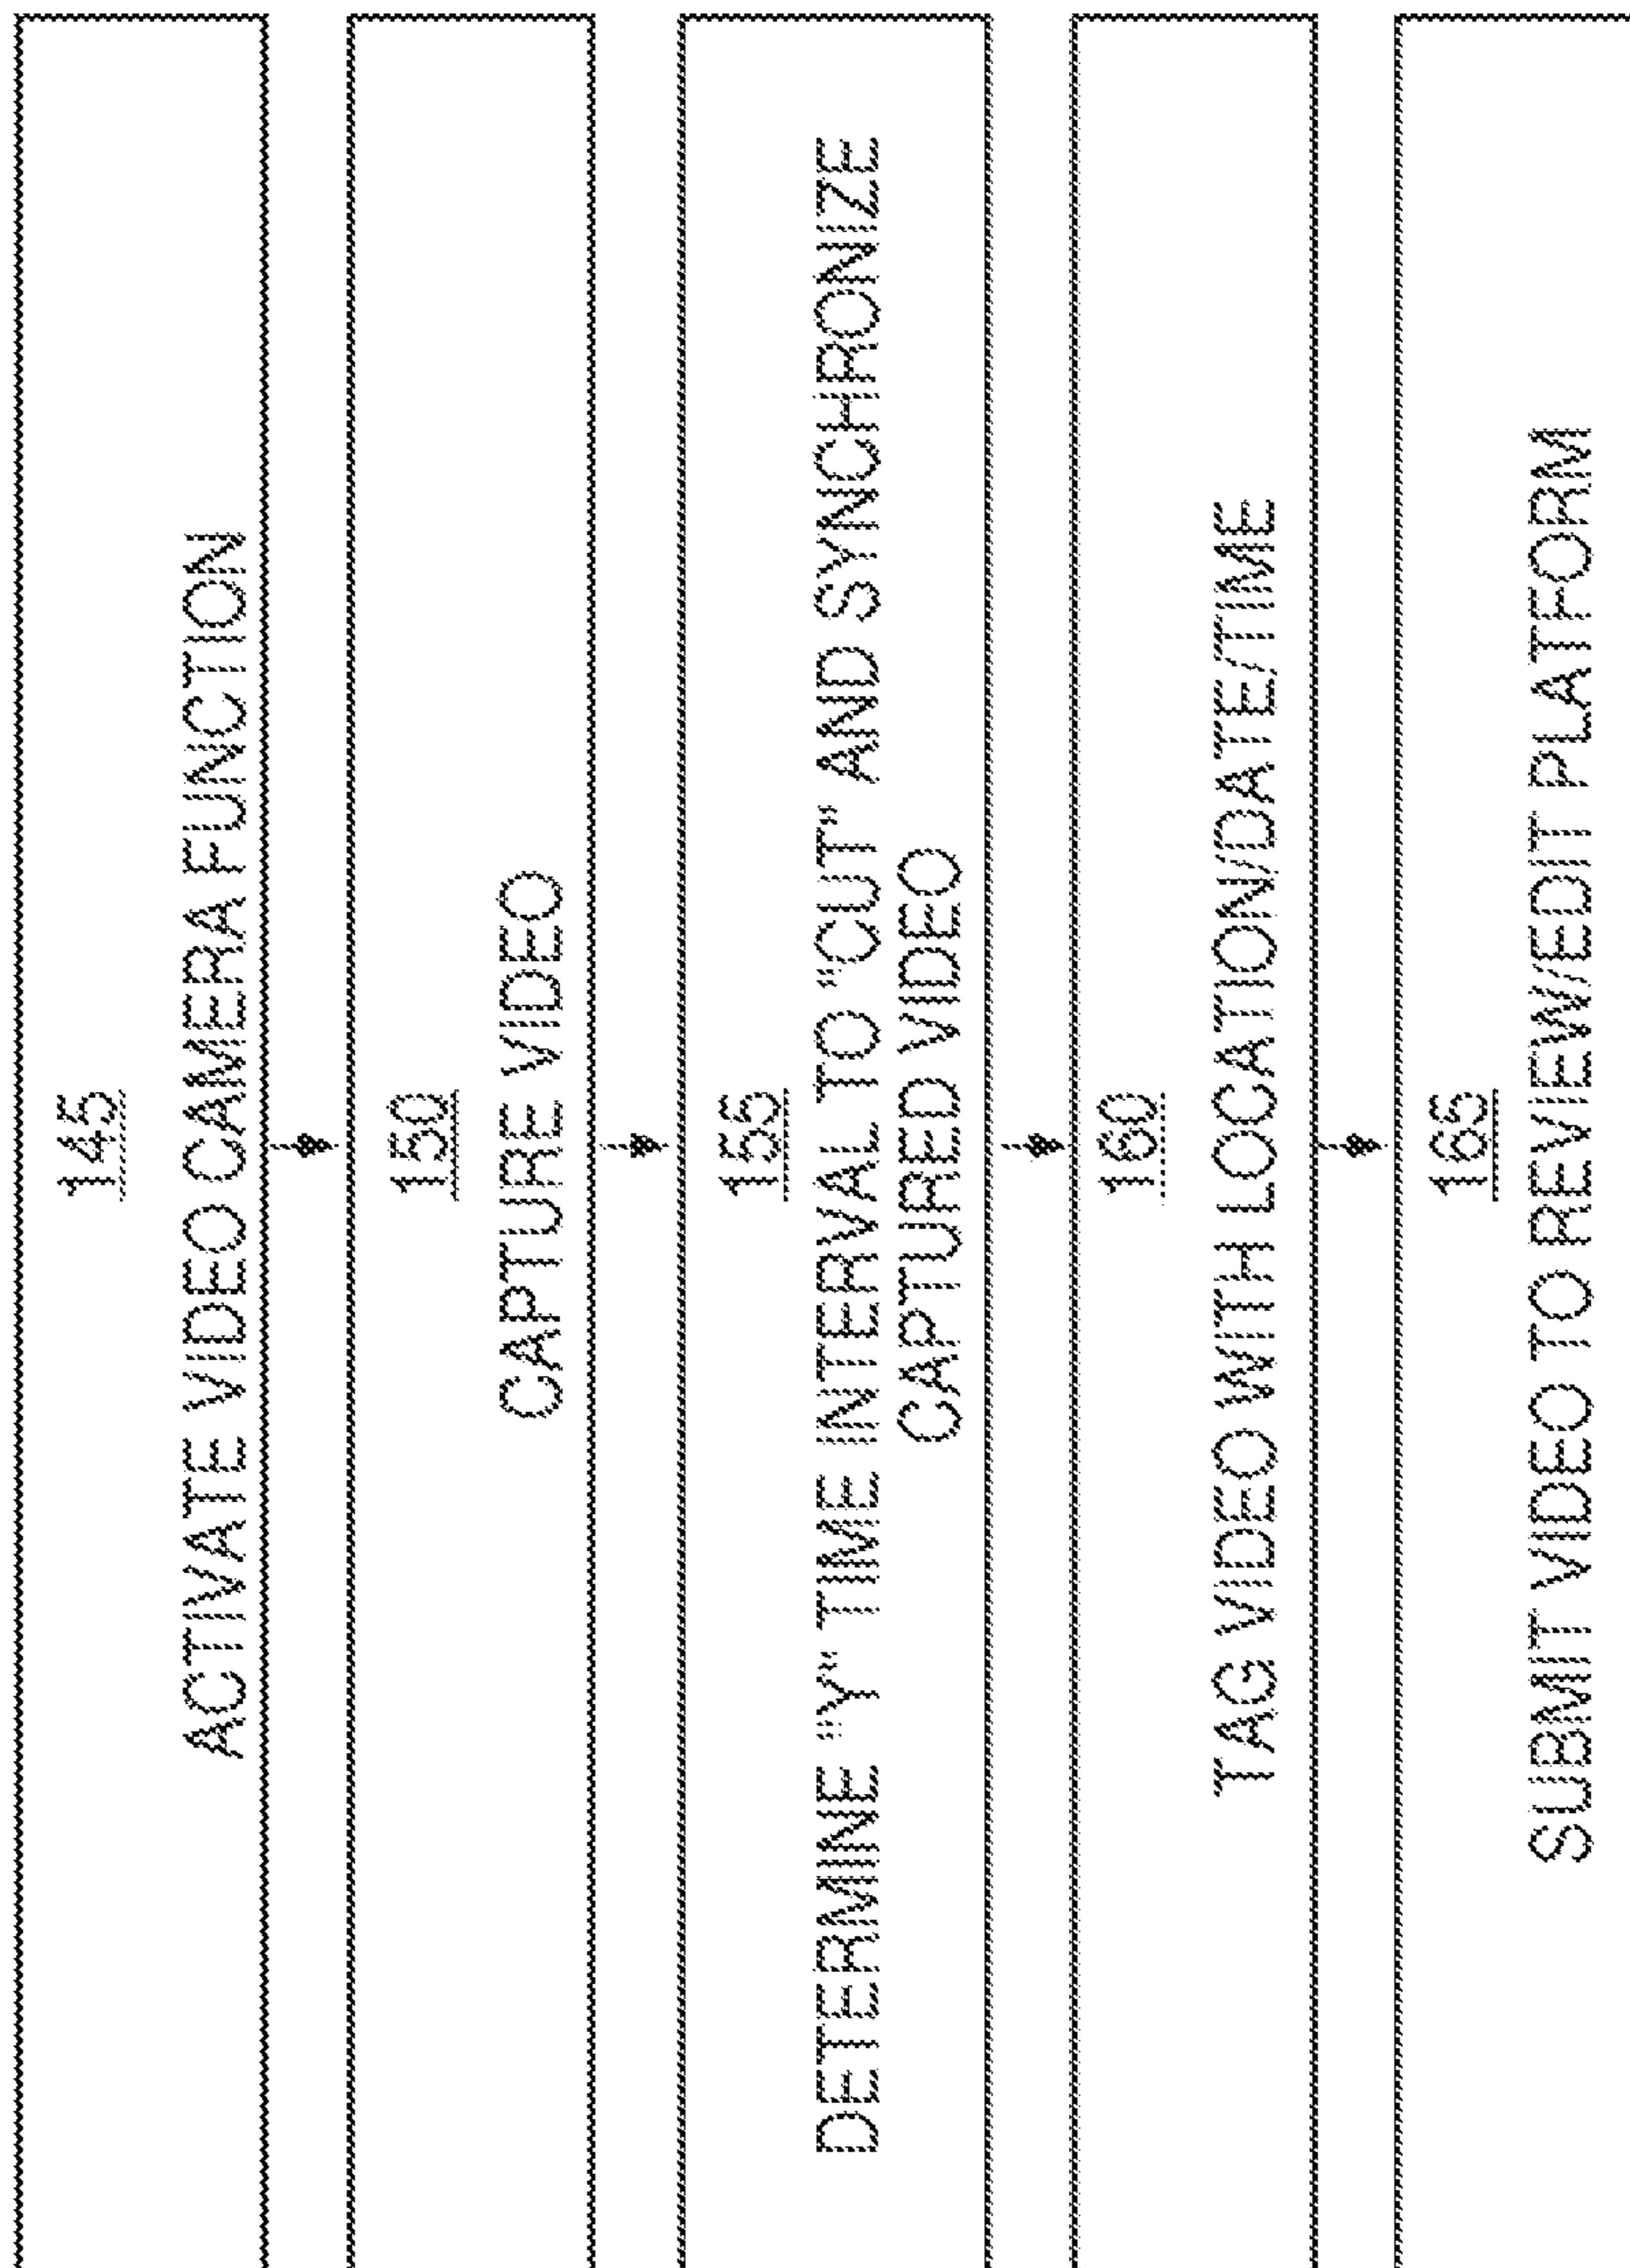 145
ACTIVATE VIDEO CAMERA FUNCTION
150
CAPTURE VIDEO
155
DETERMINE "Y" TIME INTERVAL TO "CUT" AND SYNCHRONIZE
CAPTURED VIDEO
160
TAG VIDEO WITH LOCATION/DATE/TIME
165
SUBMIT VIDEO TO REVIEW/EDIT PLATFORM